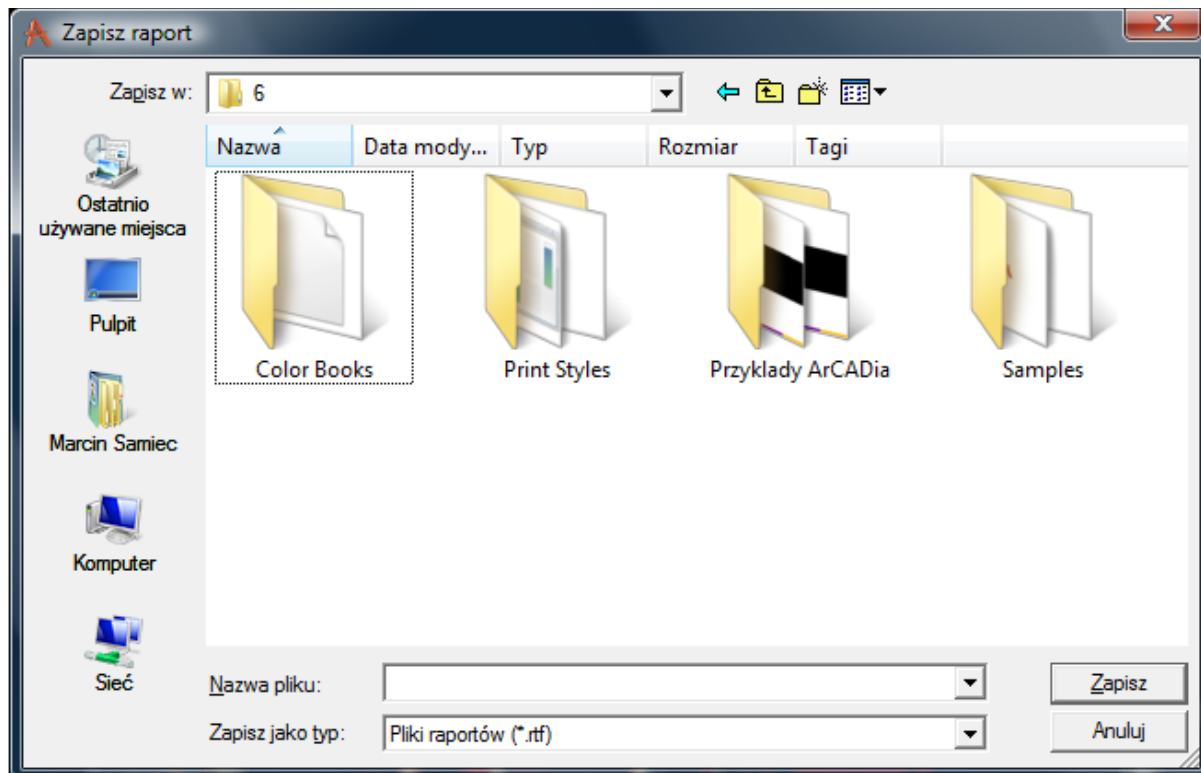 Zapisz raport
Zapisz w:
6
Nazwa Data mody... Typ Rozmiar Tagi
Ostatnio
używane miejsca
Pulpit
Marcin Samiec
Komputer
Sieć
Color Books Print Styles Przyklady ArCADia Samples
Nazwa pliku:
Zapisz
Zapisz jako typ: Pliki raportów (*.rtf)
Anuluj